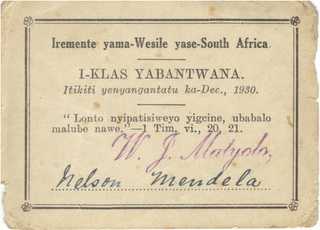 Iremente yama-Wesile yase-South Africa.
I-KLAS YABANTWANA.
Itikiti yenyangantatu ka-Dec., 1930.
"Lonto nyipatisiweyo yigcine, ubabalo
malube nawe."—1 Tim, vi., 20, 21.
W. J. Matyolo,
Nelson Mendela